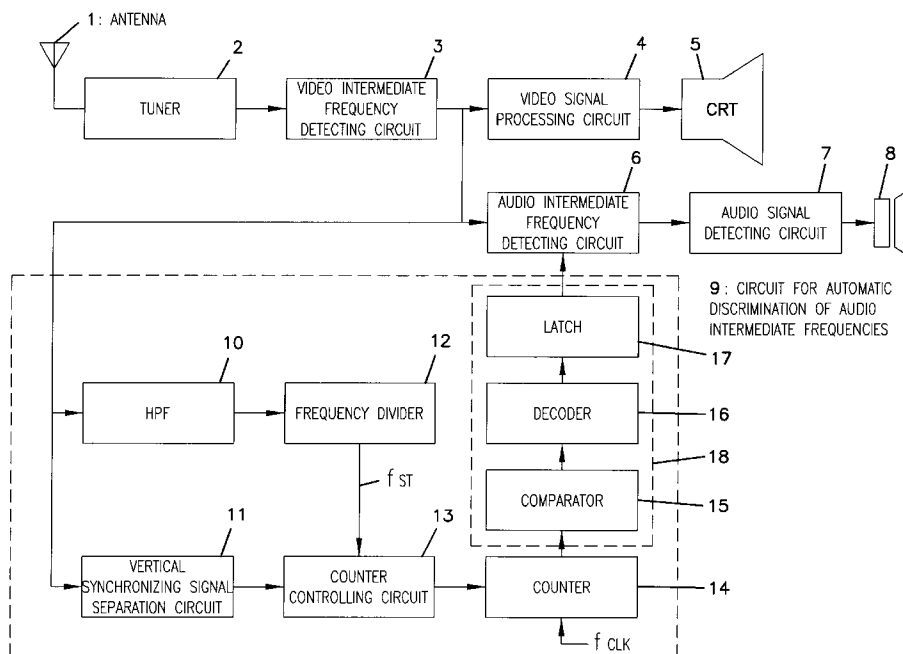 1: ANTENNA
2
3
4
5
TUNER
VIDEO INTERMEDIATE
FREQUENCY
DETECTING CIRCUIT
VIDEO SIGNAL
PROCESSING CIRCUIT
CRT
6
7
8
AUDIO INTERMEDIATE
FREQUENCY
DETECTING CIRCUIT
AUDIO SIGNAL
DETECTING CIRCUIT
9: CIRCUIT FOR AUTOMATIC
DISCRIMINATION OF AUDIO
INTERMEDIATE FREQUENCIES
LATCH
17
10
12
HPF
FREQUENCY DIVIDER
DECODER
16
18
f ST
COMPARATOR
15
11
13
VERTICAL
SYNCHRONIZING SIGNAL
SEPARATION CIRCUIT
COUNTER
CONTROLLING CIRCUIT
COUNTER
14
f CLK